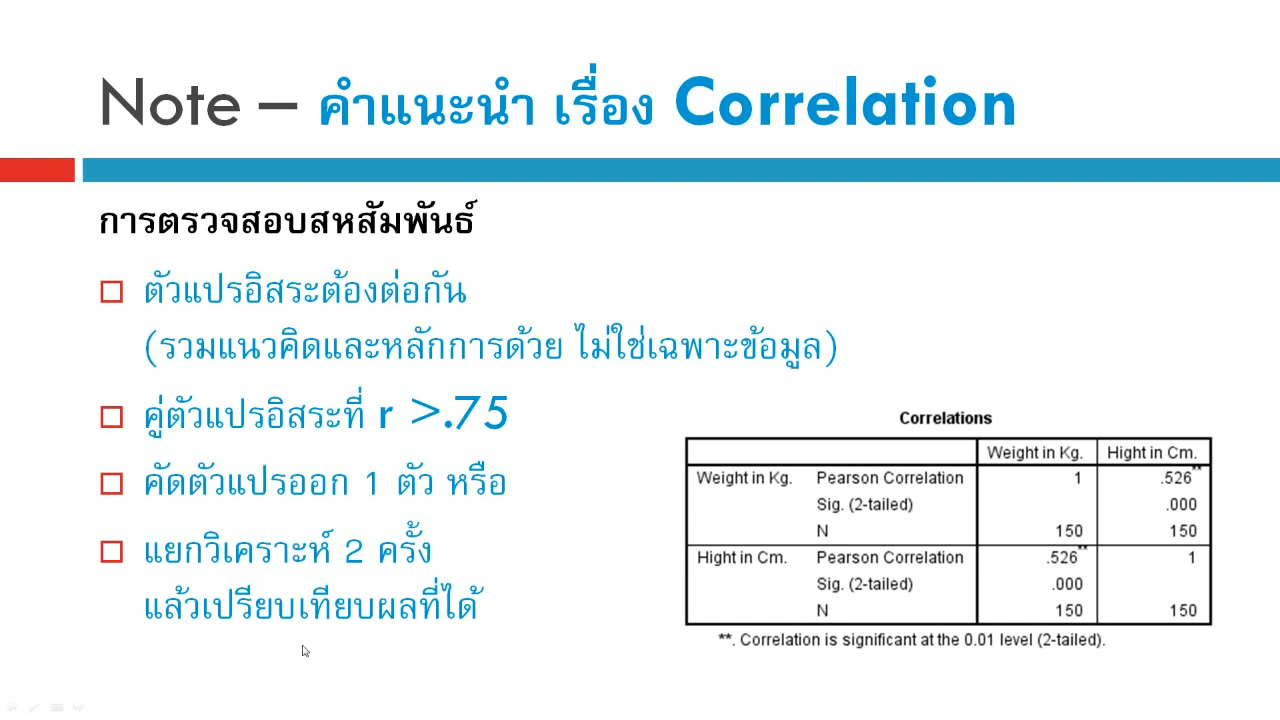 Note – คำแนะนำ เรื่อง Correlation
การตรวจสอบสหสัมพันธ์
ตัวแปรอิสระต้องต่อกัน
(รวมแนวคิดและหลักการด้วย ไม่ใช่เฉพาะข้อมูล)
คู่ตัวแปรอิสระที่ r >.75
คัดตัวแปรออก 1 ตัว หรือ
แยกวิเคราะห์ 2 ครั้ง
แล้วเปรียบเทียบผลที่ได้
Correlations
Weight in Kg. Hight in Cm.
Weight in Kg. Pearson Correlation 1 .526**
Sig. (2-tailed) .000
N 150 150
Hight in Cm. Pearson Correlation .526** 1
Sig. (2-tailed) .000
N 150 150
**. Correlation is significant at the 0.01 level (2-tailed).